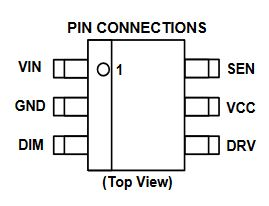 PIN CONNECTIONS
VIN 1 SEN
GND VCC
DIM DRV
(Top View)